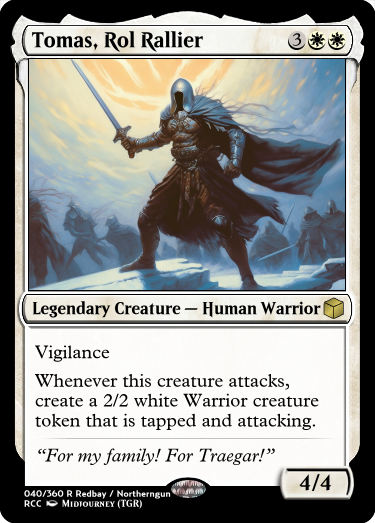 Tomas, Rol Rallier 3
Legendary Creature — Human Warrior
Vigilance
Whenever this creature attacks,
create a 2/2 white Warrior creature
token that is tapped and attacking.
“For my family! For Traegar!”
4/4
040/360 R Redbay / Northerngun
RCC Midjourney (TGR)